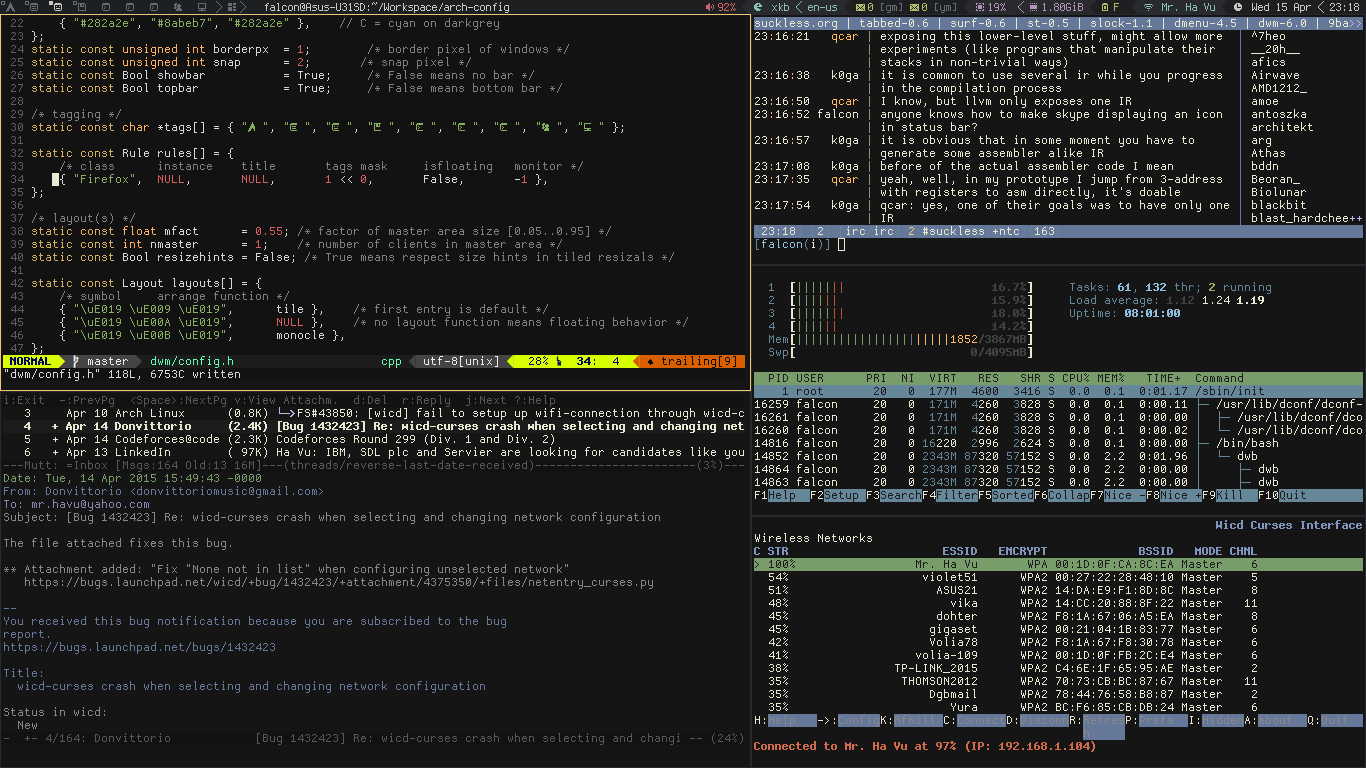 falcon@Asus-U31SD:~/Workspace/arch-config
92% xkb en-us 0 [gm] 0 [ym] 19% 1.80GiB F Mr. Ha Vu Wed 15 Apr 23:18
22 { "#282a2e", "#8abeb7", "#282a2e" }, // C = cyan on darkgrey
23 };
24 static const unsigned int borderpx = 1; /* border pixel of windows */
25 static const unsigned int snap = 2; /* snap pixel */
26 static const Bool showbar = True; /* False means no bar */
27 static const Bool topbar = True; /* False means bottom bar */
28
29 /* tagging */
30 static const char *tags[] = { " ", " ", " ", " ", " ", " ", " ", " ", " " };
31
32 static const Rule rules[] = {
33 /* class instance title tags mask isfloating monitor */
34 { "Firefox", NULL, NULL, 1 << 0, False, -1 },
35 };
36
37 /* layout(s) */
38 static const float mfact = 0.55; /* factor of master area size [0.05..0.95] */
39 static const int nmaster = 1; /* number of clients in master area */
40 static const Bool resizehints = False; /* True means respect size hints in tiled resizals */
41
42 static const Layout layouts[] = {
43 /* symbol arrange function */
44 { "\uE019 \uE009 \uE019", tile }, /* first entry is default */
45 { "\uE019 \uE00A \uE019", NULL }, /* no layout function means floating behavior */
46 { "\uE019 \uE00B \uE019", monocle },
47 };
NORMAL master dwm/config.h cpp utf-8[unix] 28% 34: 4 trailing[9]
"dwm/config.h" 118L, 6753C written
i:Exit -:PrevPg <Space>:NextPg v:View Attachm. d:Del r:Reply j:Next ?:Help
3 Apr 10 Arch Linux (0.8K) └─>FS#43850: [wicd] fail to setup up wifi-connection through wicd-c
4 + Apr 14 Donvittorio (2.4K) [Bug 1432423] Re: wicd-curses crash when selecting and changing net
5 + Apr 14 Codeforces@code (2.3K) Codeforces Round 299 (Div. 1 and Div. 2)
6 + Apr 13 LinkedIn ( 97K) Ha Vu: IBM, SDL plc and Servier are looking for candidates like you
---Mutt: =Inbox [Msgs:164 Old:13 16M]---(threads/reverse-last-date-received)-----------------------(3%)---
Date: Tue, 14 Apr 2015 15:49:43 -0000
From: Donvittorio <donvittoriomusic@gmail.com>
To: mr.havu@yahoo.com
Subject: [Bug 1432423] Re: wicd-curses crash when selecting and changing network configuration

The file attached fixes this bug.

** Attachment added: "Fix "None not in list" when configuring unselected network"
https://bugs.launchpad.net/wicd/+bug/1432423/+attachment/4375350/+files/netentry_curses.py

--
You received this bug notification because you are subscribed to the bug
report.
https://bugs.launchpad.net/bugs/1432423

Title:
wicd-curses crash when selecting and changing network configuration

Status in wicd:
New
- +- 4/164: Donvittorio [Bug 1432423] Re: wicd-curses crash when selecting and changi -- (24%)
suckless.org | tabbed-0.6 | surf-0.6 | st-0.5 | slock-1.1 | dmenu-4.5 | dwm-6.0 | 9ba>>
23:16:21 qcar | exposing this lower-level stuff, might allow more | ^7heo
| experiments (like programs that manipulate their | __20h__
| stacks in non-trivial ways) | afics
23:16:38 k0ga | it is common to use several ir while you progress | Airwave
| in the compilation process | AMD1212_
23:16:50 qcar | I know, but llvm only exposes one IR | amoe
23:16:52 falcon | anyone knows how to make skype displaying an icon | antoszka
| in status bar? | architekt
23:16:57 k0ga | it is obvious that in some moment you have to | arg
| generate some assembler alike IR | Athas
23:17:08 k0ga | before of the actual assembler code I mean | bddn
23:17:35 qcar | yeah, well, in my prototype I jump from 3-address | Beoran_
| with registers to asm directly, it's doable | Biolunar
23:17:54 k0ga | qcar: yes, one of their goals was to have only one | blackbit
| IR | blast_hardchee++
23:18 2 irc irc 2 #suckless +ntc 163
[falcon(i)]
1 [||||||| 16.7%] Tasks: 61, 132 thr; 2 running
2 [|||||| 15.9%] Load average: 1.12 1.24 1.19
3 [||||||| 18.0%] Uptime: 08:01:00
4 [|||||| 14.2%]
Mem[||||||||||||||||||||||1852/3867MB]
Swp[ 0/4095MB]
PID USER PRI NI VIRT RES SHR S CPU% MEM% TIME+ Command
1 root 20 0 177M 4600 3416 S 0.0 0.1 0:01.17 /sbin/init
16259 falcon 20 0 171M 4260 3828 S 0.0 0.1 0:00.11 ├─ /usr/lib/dconf/dconf-
16261 falcon 20 0 171M 4260 3828 S 0.0 0.1 0:00.06 │ ├─ /usr/lib/dconf/dco
16260 falcon 20 0 171M 4260 3828 S 0.0 0.1 0:00.02 │ └─ /usr/lib/dconf/dco
14816 falcon 20 0 16220 2996 2624 S 0.0 0.1 0:00.04 ├─ /bin/bash
14852 falcon 20 0 2343M 87320 57152 S 0.0 2.2 0:01.96 │ └─ dwb
14864 falcon 20 0 2343M 87320 57152 S 0.0 2.2 0:00.00 │ ├─ dwb
14863 falcon 20 0 2343M 87320 57152 S 0.0 2.2 0:00.00 │ ├─ dwb
F1Help F2Setup F3SearchF4FilterF5SortedF6CollapF7Nice -F8Nice +F9Kill F10Quit
Wicd Curses Interface
Wireless Networks
C STR ESSID ENCRYPT BSSID MODE CHNL
> 100% Mr. Ha Vu WPA 00:1D:0F:CA:8C:EA Master 6
54% violet51 WPA2 00:27:22:28:48:10 Master 5
51% ASUS21 WPA2 14:DA:E9:F1:8D:8C Master 8
48% vika WPA2 14:CC:20:88:8F:22 Master 11
45% dohter WPA2 F8:1A:67:06:A5:EA Master 8
45% gigaset WPA2 00:21:04:1B:83:77 Master 6
42% Volia78 WPA2 F8:1A:67:F8:30:78 Master 6
41% volia-109 WPA2 00:1D:0F:FB:2C:E4 Master 6
38% TP-LINK_2015 WPA2 C4:6E:1F:65:95:AE Master 2
35% THOMSON2012 WPA2 70:73:CB:BC:87:67 Master 11
35% Dgbmail WPA2 78:44:76:58:B8:87 Master 2
35% Yura WPA2 BC:F6:85:CB:DB:24 Master 6
H:Help ->:ConfigK:RfKill C:ConnectD:DisconnR:Refres P:Prefs I:HiddenA:About Q:Quit
h
Connected to Mr. Ha Vu at 97% (IP: 192.168.1.104)